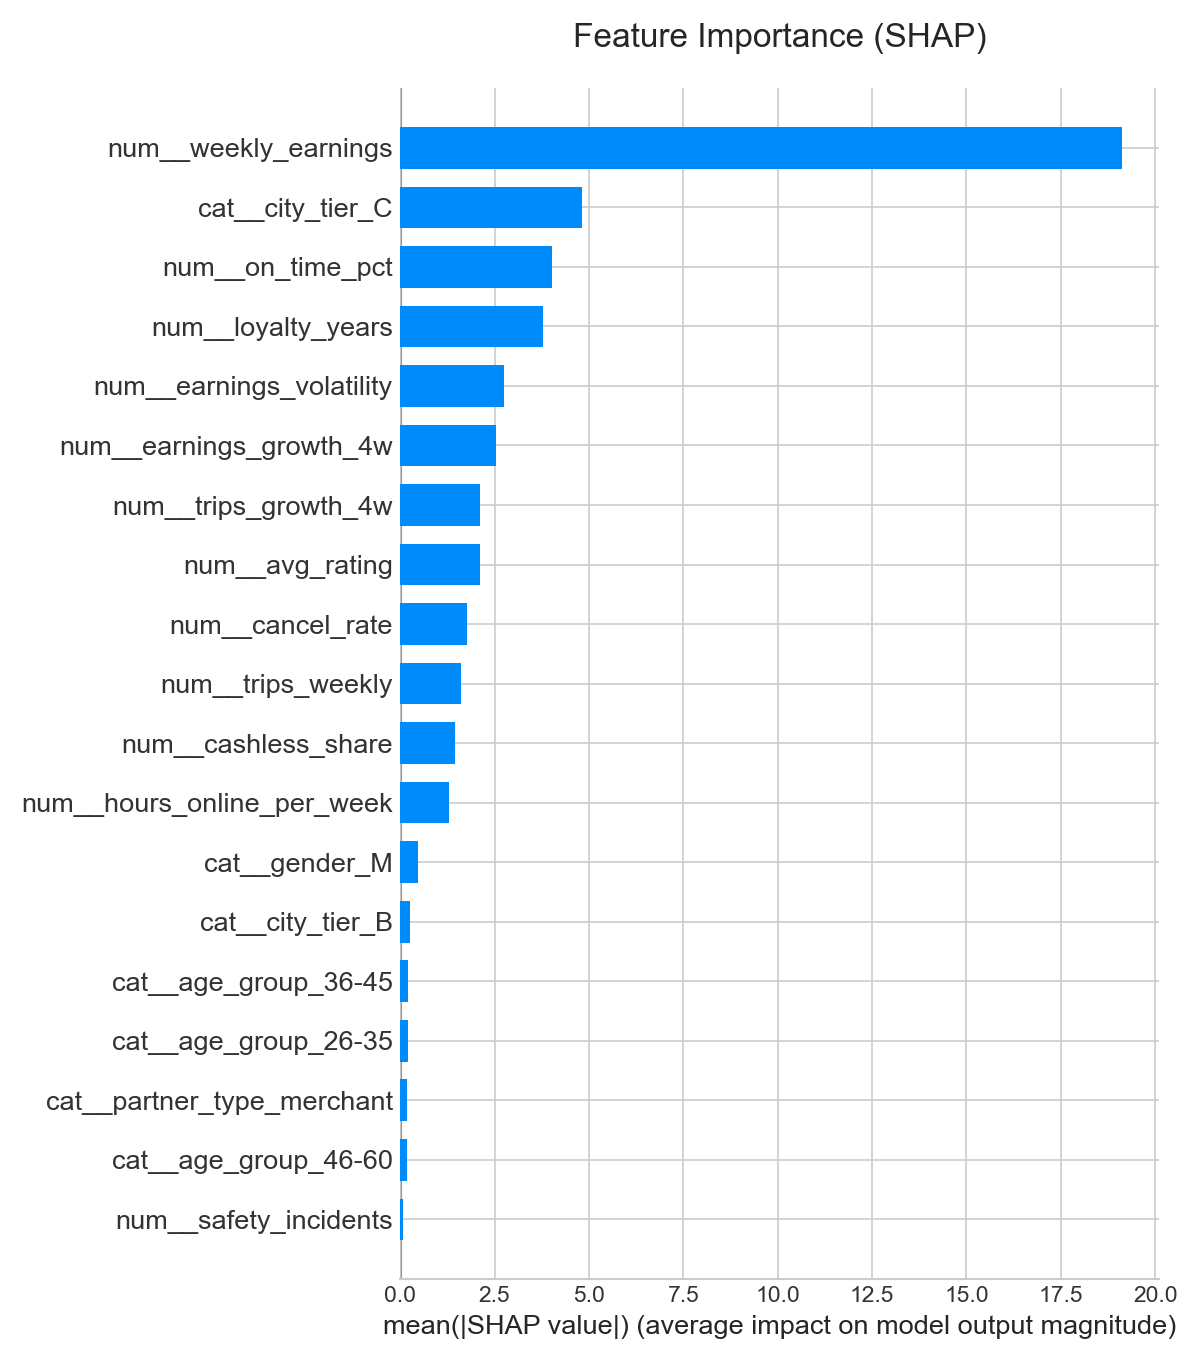 Feature Importance (SHAP)
num__weekly_earnings
cat__city_tier_C
num__on_time_pct
num__loyalty_years
num__earnings_volatility
num__earnings_growth_4w
num__trips_growth_4w
num__avg_rating
num__cancel_rate
num__trips_weekly
num__cashless_share
num__hours_online_per_week
cat__gender_M
cat__city_tier_B
cat__age_group_36-45
cat__age_group_26-35
cat__partner_type_merchant
cat__age_group_46-60
num__safety_incidents
0.0 2.5 5.0 7.5 10.0 12.5 15.0 17.5 20.0
mean(|SHAP value|) (average impact on model output magnitude)